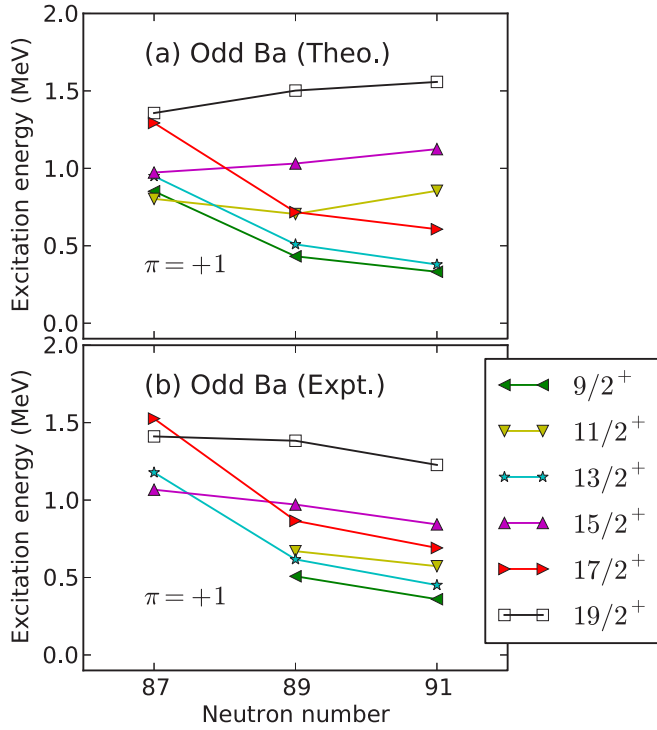 (a) Odd Ba (Theo.)
Excitation energy (MeV)
2.0
1.5
1.0
0.5
0.0
π = +1
(b) Odd Ba (Expt.)
Excitation energy (MeV)
2.0
1.5
1.0
0.5
0.0
π = +1
87 89 91
Neutron number
9/2⁺
11/2⁺
13/2⁺
15/2⁺
17/2⁺
19/2⁺